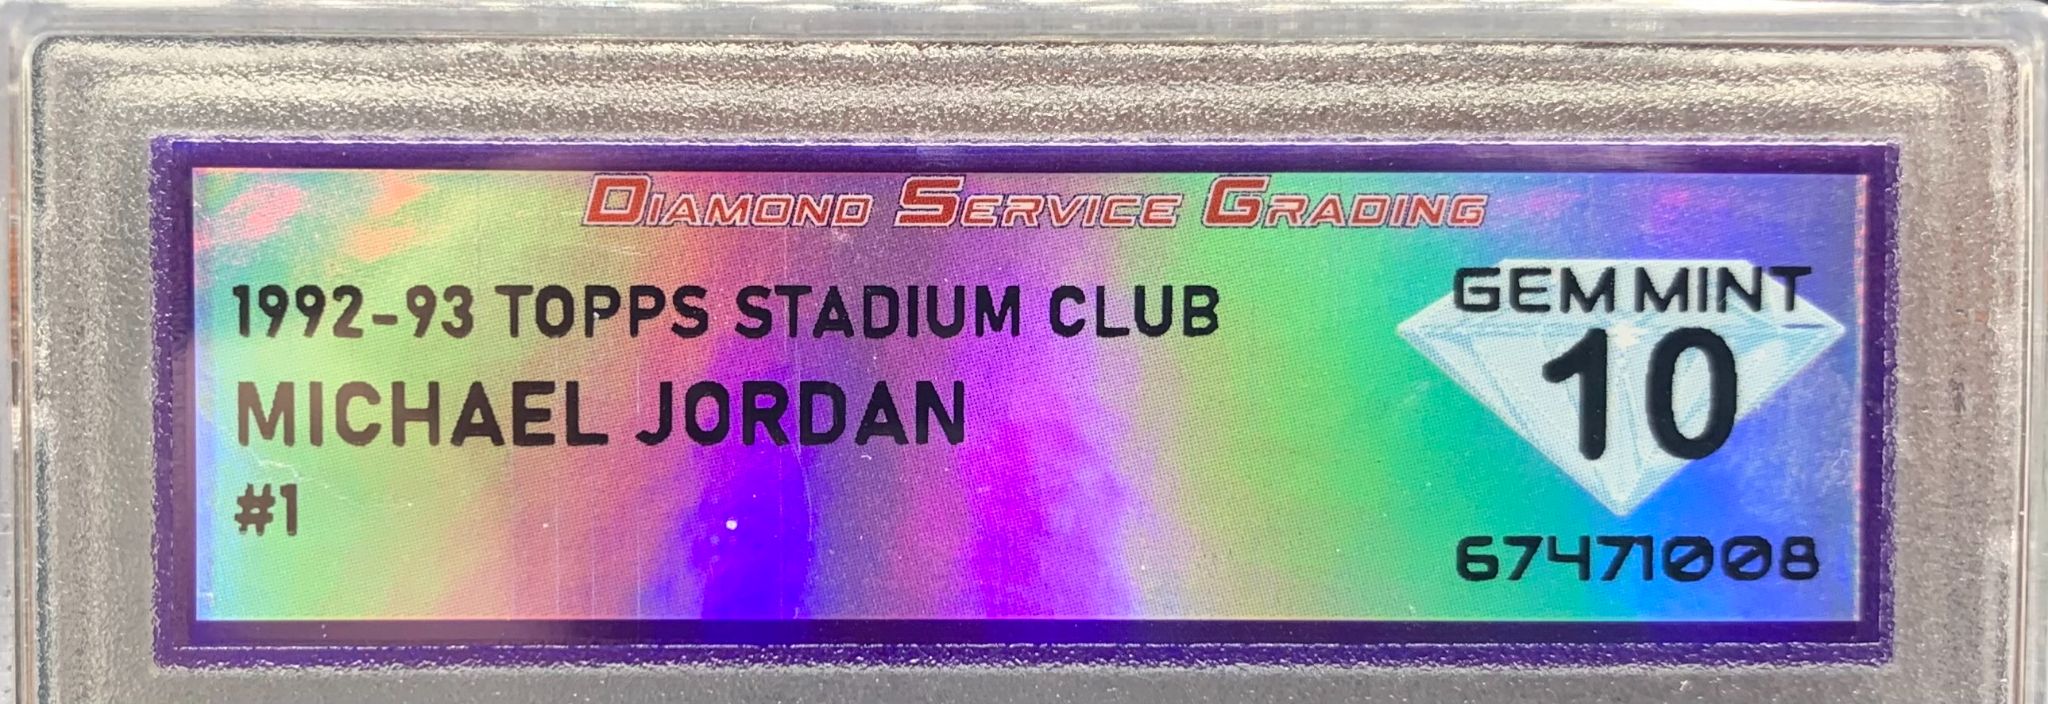 DIAMOND SERVICE GRADING
1992-93 TOPPS STADIUM CLUB
MICHAEL JORDAN
#1
GEM MINT
10
67471008